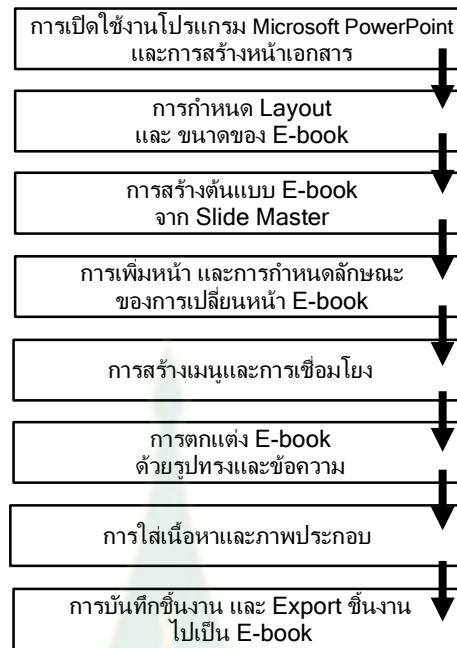 การเปิดใช้งานโปรแกรม Microsoft PowerPoint
และการสร้างหน้าเอกสาร
การกำหนด Layout
และ ขนาดของ E-book
การสร้างต้นแบบ E-book
จาก Slide Master
การเพิ่มหน้า และการกำหนดลักษณะ
ของการเปลี่ยนหน้า E-book
การสร้างเมนูและการเชื่อมโยง
การตกแต่ง E-book
ด้วยรูปทรงและข้อความ
การใส่เนื้อหาและภาพประกอบ
การบันทึกชิ้นงาน และ Export ชิ้นงาน
ไปเป็น E-book